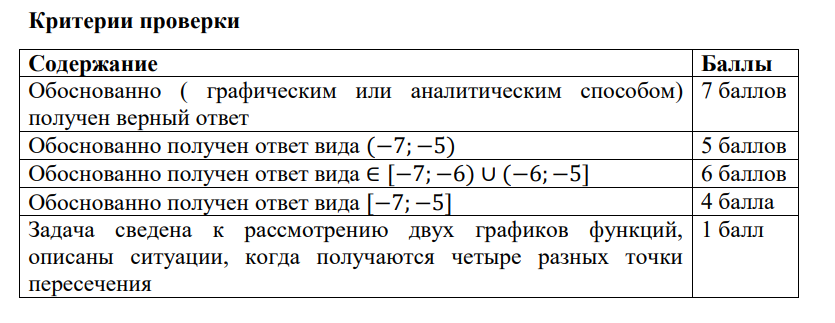 Критерии проверки
Содержание Баллы
Обоснованно ( графическим или аналитическим способом) 7 баллов
получен верный ответ
Обоснованно получен ответ вида (−7; −5) 5 баллов
Обоснованно получен ответ вида ∈ [−7; −6) ∪ (−6; −5] 6 баллов
Обоснованно получен ответ вида [−7; −5] 4 балла
Задача сведена к рассмотрению двух графиков функций, 1 балл
описаны ситуации, когда получаются четыре разных точки
пересечения